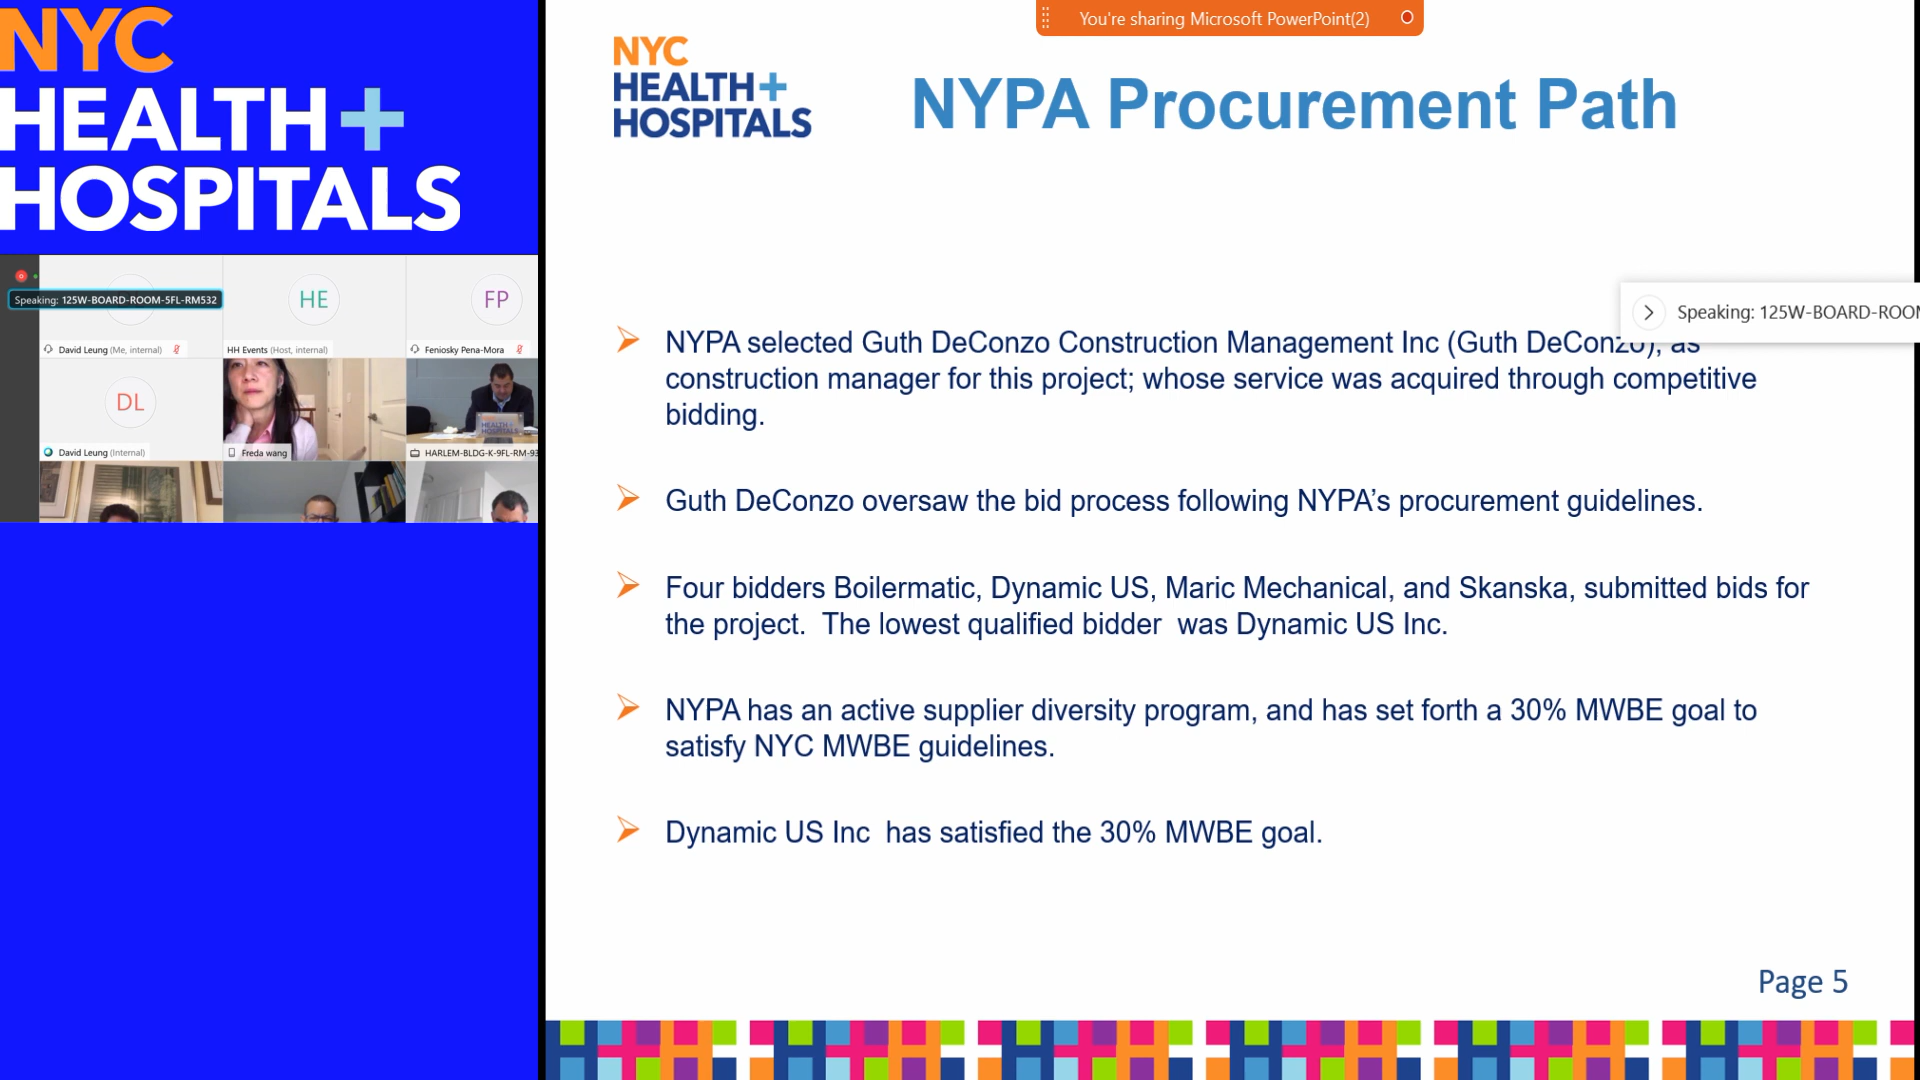 NYC
HEALTH+
HOSPITALS
Speaking: 125W-BOARD-ROOM-5FL-RM532
HE
FP
David Leung (Me, internal)
HH Events (Host, internal)
Feniosky Pena-Mora
DL
David Leung (Internal)
Freda wang
HEALTH+
HOSPITALS
HARLEM-BLDG-K-9FL-RM-93
You're sharing Microsoft PowerPoint(2)
NYC
HEALTH+
HOSPITALS
NYPA Procurement Path
Speaking: 125W-BOARD-ROOM
NYPA selected Guth DeConzo Construction Management Inc (Guth DeConzo), as
construction manager for this project; whose service was acquired through competitive
bidding.
Guth DeConzo oversaw the bid process following NYPA's procurement guidelines.
Four bidders Boilermatic, Dynamic US, Maric Mechanical, and Skanska, submitted bids for
the project.  The lowest qualified bidder  was Dynamic US Inc.
NYPA has an active supplier diversity program, and has set forth a 30% MWBE goal to
satisfy NYC MWBE guidelines.
Dynamic US Inc  has satisfied the 30% MWBE goal.
Page 5